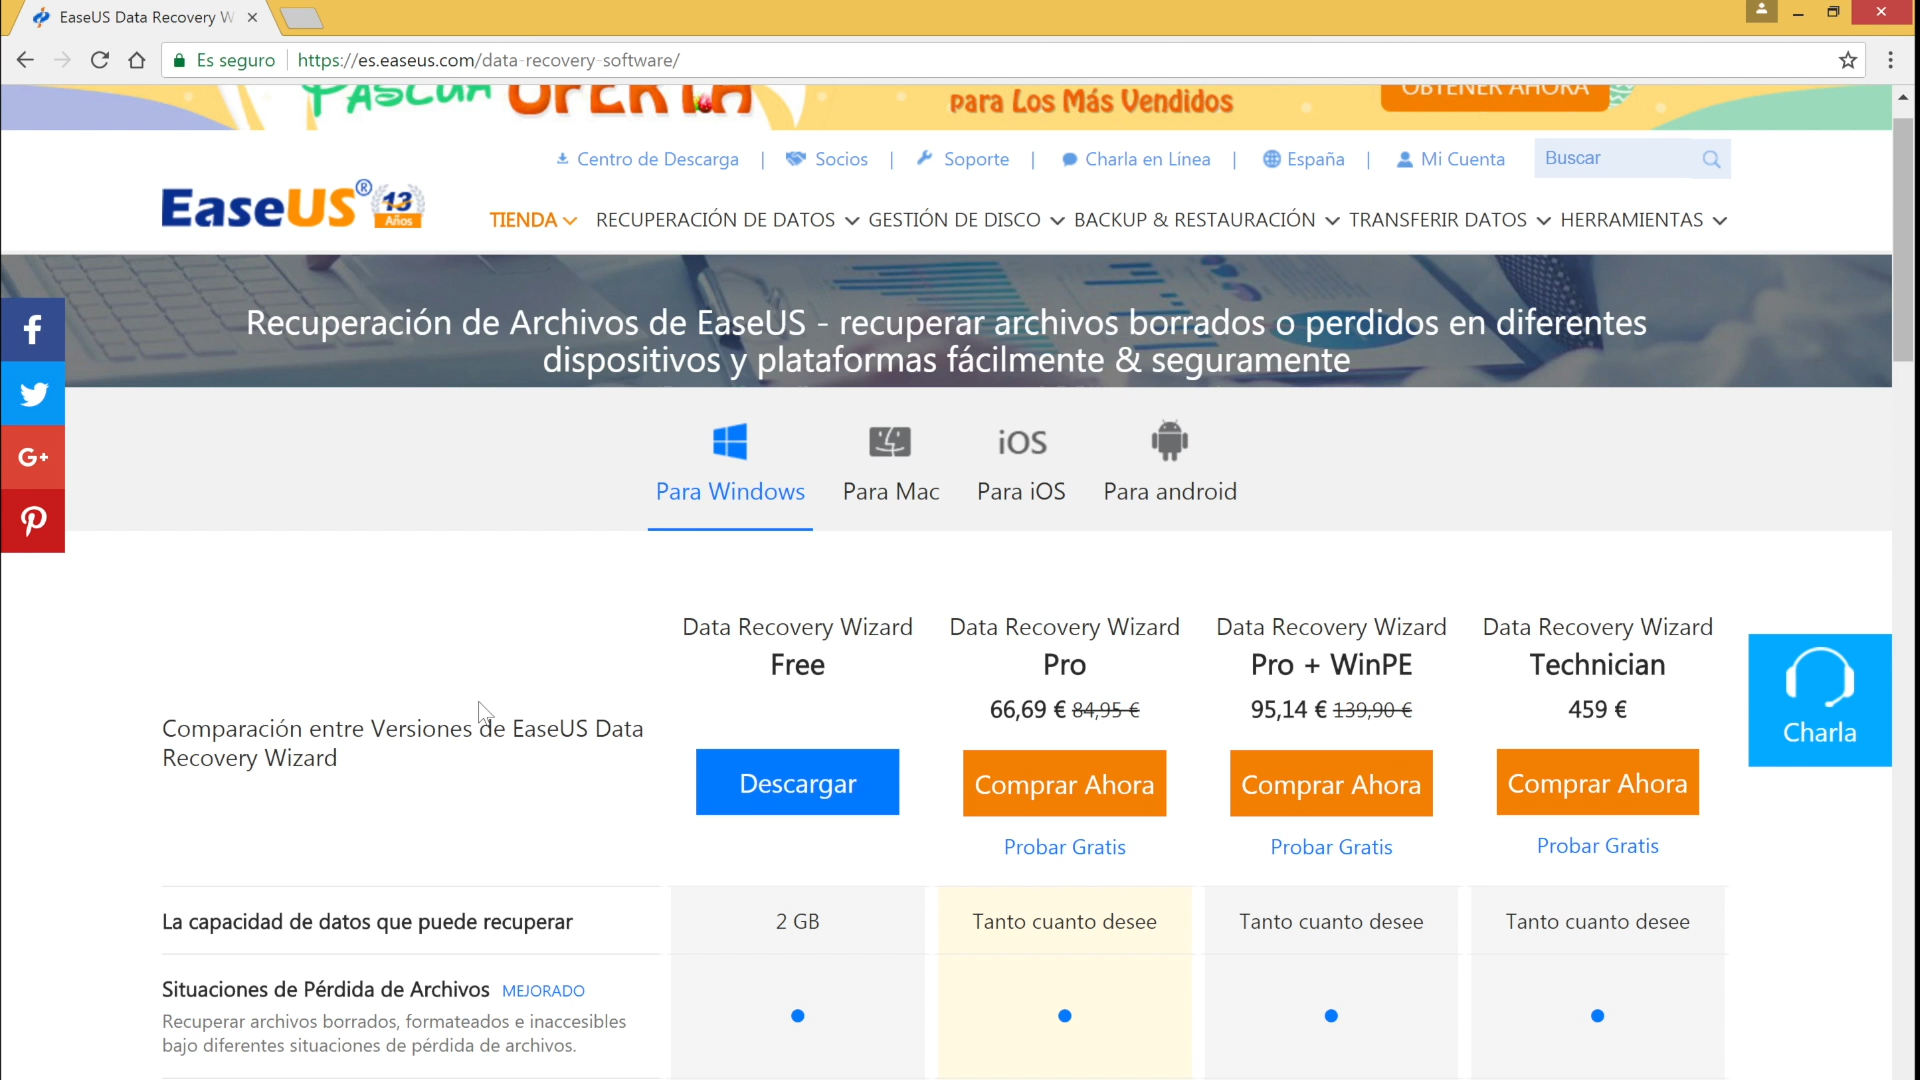 EaseUS Data Recovery W
Es seguro
https://es.easeus.com/data-recovery-software/
PASCUA OFERTA
para Los Más Vendidos
OBTENER AHORA
Centro de Descarga | Socios | Soporte | Charla en Línea | España | Mi Cuenta
Buscar
EaseUS®
13
Años
TIENDA RECUPERACIÓN DE DATOS GESTIÓN DE DISCO BACKUP & RESTAURACIÓN TRANSFERIR DATOS HERRAMIENTAS
Recuperación de Archivos de EaseUS - recuperar archivos borrados o perdidos en diferentes
dispositivos y plataformas fácilmente & seguramente
f
G+
iOS
Para Windows Para Mac Para iOS Para android
Data Recovery Wizard Data Recovery Wizard Data Recovery Wizard Data Recovery Wizard
Free Pro Pro + WinPE Technician
66,69 € 84,95 € 95,14 € 139,90 € 459 €
Comparación entre Versiones de EaseUS Data
Recovery Wizard
Charla
Descargar Comprar Ahora Comprar Ahora Comprar Ahora
Probar Gratis Probar Gratis Probar Gratis
La capacidad de datos que puede recuperar 2 GB Tanto cuanto desee Tanto cuanto desee Tanto cuanto desee
Situaciones de Pérdida de Archivos MEJORADO
Recuperar archivos borrados, formateados e inaccesibles
bajo diferentes situaciones de pérdida de archivos.